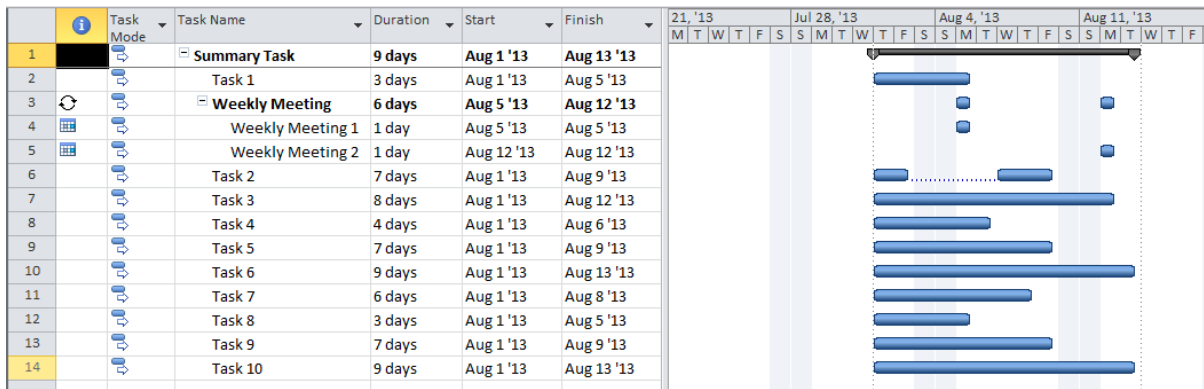 i Task Task Name Duration Start Finish 21, '13 Jul 28, '13 Aug 4, '13 Aug 11, '13
Mode M T W T F S S M T W T F S S M T W T F S S M T W T F
1 Summary Task 9 days Aug 1 '13 Aug 13 '13
2 Task 1 3 days Aug 1 '13 Aug 5 '13
3 Weekly Meeting 6 days Aug 5 '13 Aug 12 '13
4 Weekly Meeting 1 1 day Aug 5 '13 Aug 5 '13
5 Weekly Meeting 2 1 day Aug 12 '13 Aug 12 '13
6 Task 2 7 days Aug 1 '13 Aug 9 '13
7 Task 3 8 days Aug 1 '13 Aug 12 '13
8 Task 4 4 days Aug 1 '13 Aug 6 '13
9 Task 5 7 days Aug 1 '13 Aug 9 '13
10 Task 6 9 days Aug 1 '13 Aug 13 '13
11 Task 7 6 days Aug 1 '13 Aug 8 '13
12 Task 8 3 days Aug 1 '13 Aug 5 '13
13 Task 9 7 days Aug 1 '13 Aug 9 '13
14 Task 10 9 days Aug 1 '13 Aug 13 '13